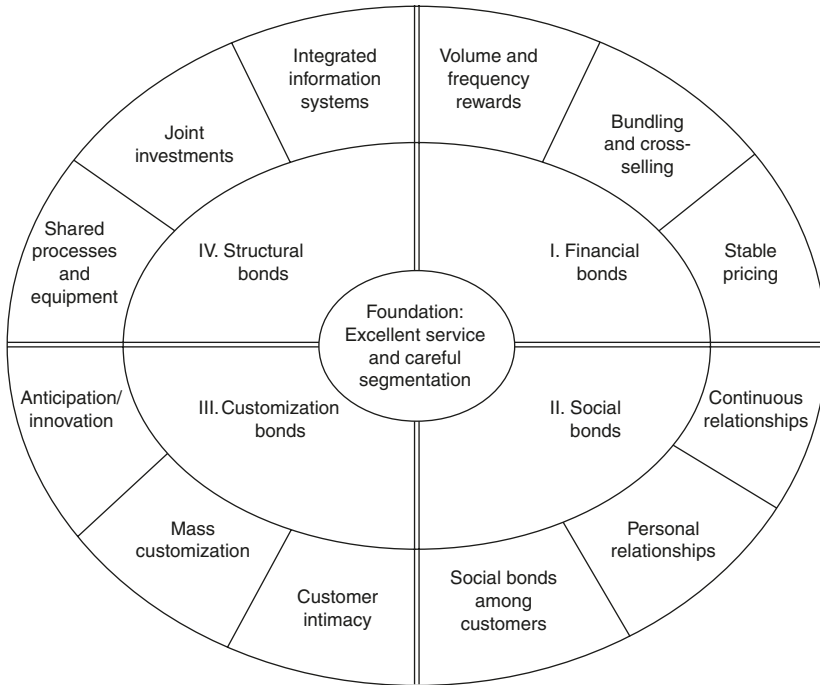 Integrated
information
systems
Volume and
frequency
rewards
Joint
investments
Bundling
and cross-
selling
Shared
processes
and
equipment
IV. Structural
bonds
I. Financial
bonds
Stable
pricing
Foundation:
Excellent service
and careful
segmentation
Anticipation/
innovation
III. Customization
bonds
II. Social
bonds
Continuous
relationships
Mass
customization
Personal
relationships
Customer
intimacy
Social bonds
among
customers